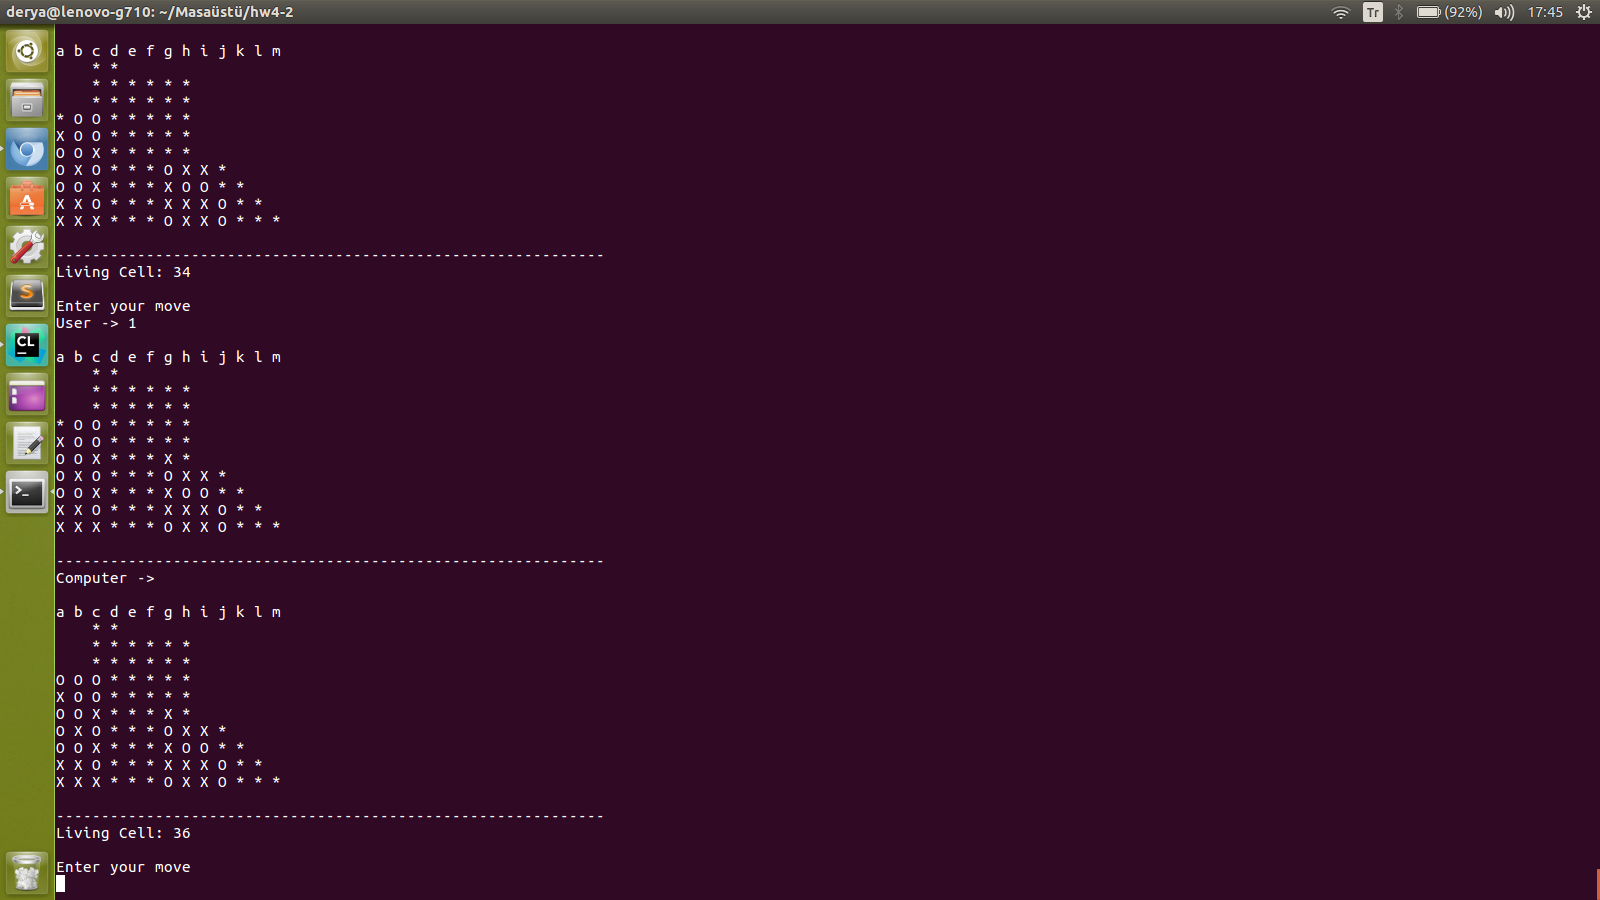 derya@lenovo-g710: ~/Masaüstü/hw4-2
Tr (92%) 17:45
a b c d e f g h i j k l m
    * *
    * * * * * *
    * * * * * *
* O O * * * * *
X O O * * * * *
O O X * * * * *
O X O * * * O X X *
O O X * * * X O O * *
X X O * * * X X X O * *
X X X * * * O X X O * * *
-------------------------------------------------------------
Living Cell: 34
Enter your move
User -> 1
a b c d e f g h i j k l m
    * *
    * * * * * *
    * * * * * *
* O O * * * * *
X O O * * * * *
O O X * * * X *
O X O * * * O X X *
O O X * * * X O O * *
X X O * * * X X X O * *
X X X * * * O X X O * * *
-------------------------------------------------------------
Computer ->
a b c d e f g h i j k l m
    * *
    * * * * * *
    * * * * * *
O O O * * * * *
X O O * * * * *
O O X * * * X *
O X O * * * O X X *
O O X * * * X O O * *
X X O * * * X X X O * *
X X X * * * O X X O * * *
-------------------------------------------------------------
Living Cell: 36
Enter your move
A
S
CL
>_